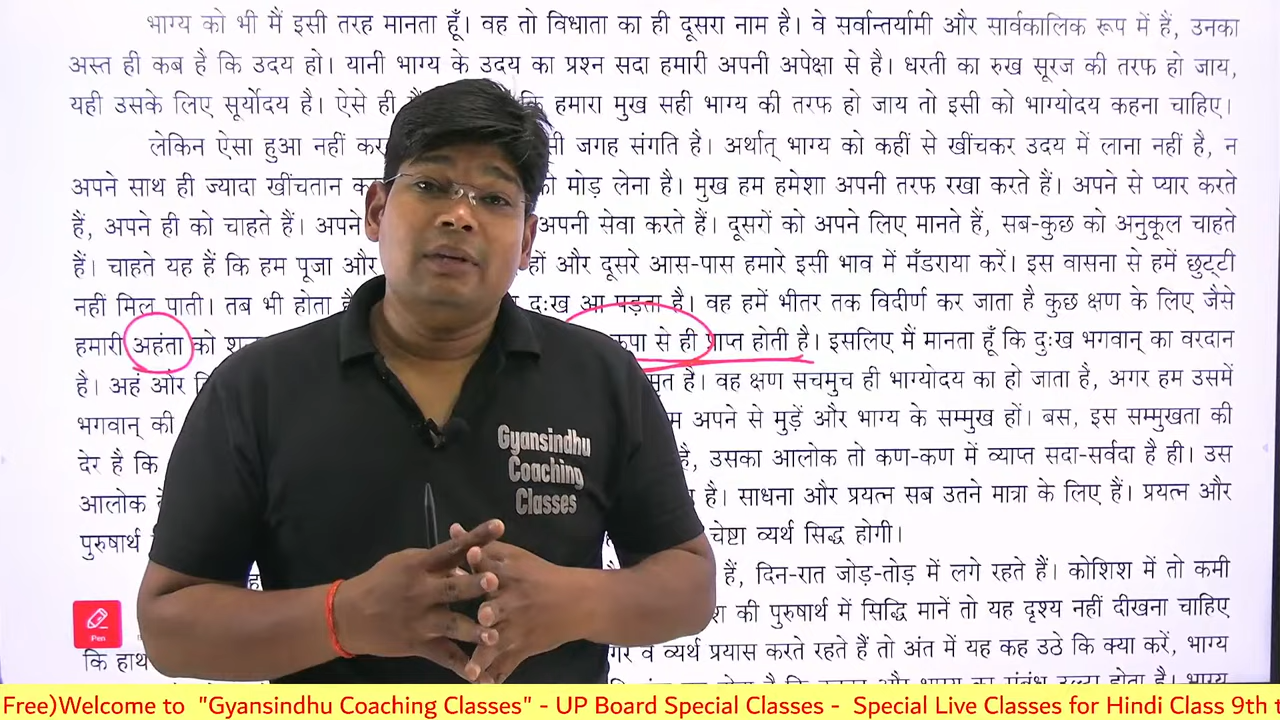 भाग्य को भी मैं इसी तरह मानता हूँ। वह तो विधाता का ही दूसरा नाम है। वे सर्वान्तर्यामी और सार्वकालिक रूप में हैं, उनका
अस्त ही कब है कि उदय हो। यानी भाग्य के उदय का प्रश्न सदा हमारी अपनी अपेक्षा से है। धरती का रुख सूरज की तरफ हो जाय,
यही उसके लिए सूर्योदय है। ऐसे ही हमारा मुख सही भाग्य की तरफ हो जाय तो इसी को भाग्योदय कहना चाहिए।
लेकिन ऐसा हुआ नहीं जगह संगति है। अर्थात् भाग्य को कहीं से खींचकर उदय में लाना नहीं है, न
अपने साथ ही ज्यादा खींचतान मोड़ लेना है। मुख हम हमेशा अपनी तरफ रखा करते हैं। अपने से प्यार करते
हैं, अपने ही को चाहते हैं। अपने अपनी सेवा करते हैं। दूसरों को अपने लिए मानते हैं, सब-कुछ को अनुकूल चाहते
हैं। चाहते यह हैं कि हम पूजा और और दूसरे आस-पास हमारे इसी भाव में मँडराया करें। इस वासना से हमें छुट्टी
नहीं मिल पाती। तब भी होता दुःख आ पड़ता है। वह हमें भीतर तक विदीर्ण कर जाता है कुछ क्षण के लिए जैसे
हमारी अहंता को से ही प्राप्त होती है। इसलिए मैं मानता हूँ कि दुःख भगवान् का वरदान
है। अहं और है। वह क्षण सचमुच ही भाग्योदय का हो जाता है, अगर हम उसमें
भगवान् की अपने से मुड़ें और भाग्य के सम्मुख हों। बस, इस सम्मुखता की
देर है कि है, उसका आलोक तो कण-कण में व्याप्त सदा-सर्वदा है ही। उस
आलोक है। साधना और प्रयत्न सब उतने मात्रा के लिए हैं। प्रयत्न और
पुरुषार्थ चेष्टा व्यर्थ सिद्ध होगी।
हैं, दिन-रात जोड़-तोड़ में लगे रहते हैं। कोशिश में तो कमी
की पुरुषार्थ में सिद्धि मानें तो यह दृश्य नहीं दीखना चाहिए
कि हाथ वे व्यर्थ प्रयास करते रहते हैं तो अंत में यह कह उठे कि क्या करें, भाग्य
Pen
Gyansindhu
Coaching
Classes
Free)Welcome to "Gyansindhu Coaching Classes" - UP Board Special Classes - Special Live Classes for Hindi Class 9th